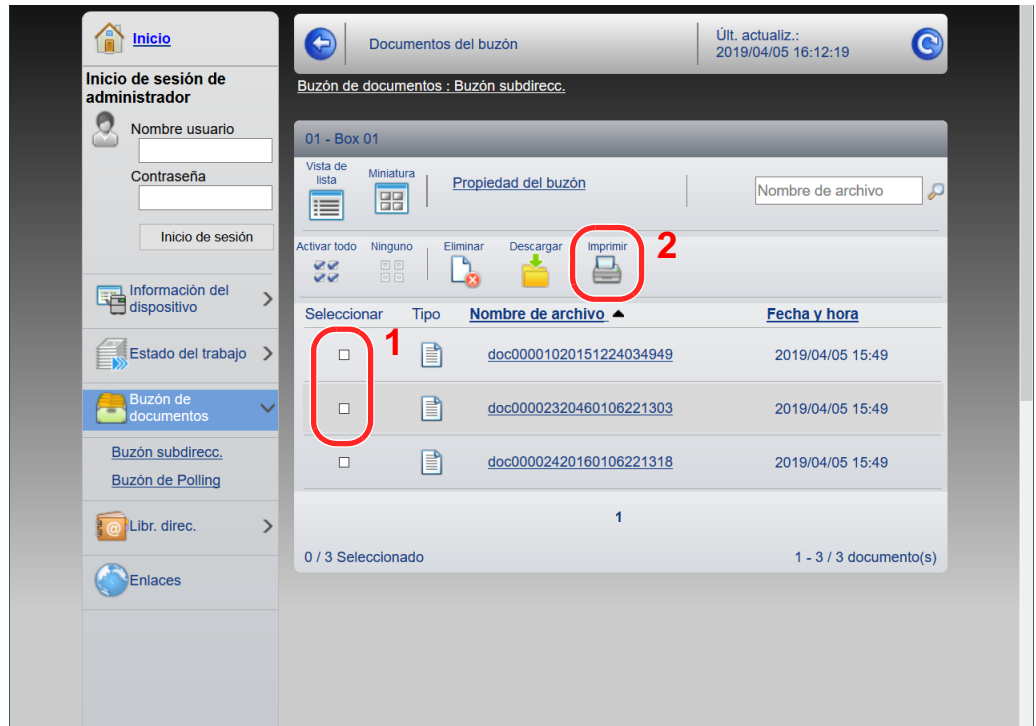 Inicio
Inicio de sesión de
administrador
Nombre usuario
Contraseña
Inicio de sesión
Información del
dispositivo
Estado del trabajo
Buzón de
documentos
Buzón subdirecc.
Buzón de Polling
Libr. direc.
Enlaces
Documentos del buzón
Últ. actualiz.:
2019/04/05 16:12:19
Buzón de documentos : Buzón subdirecc.
01 - Box 01
Vista de
lista
Miniatura
Propiedad del buzón
Nombre de archivo
Activar todo Ninguno Eliminar Descargar Imprimir 2
Seleccionar Tipo Nombre de archivo Fecha y hora
1
doc00001020151224034949 2019/04/05 15:49
doc00002320460106221303 2019/04/05 15:49
doc00002420160106221318 2019/04/05 15:49
1
0 / 3 Seleccionado 1 - 3 / 3 documento(s)